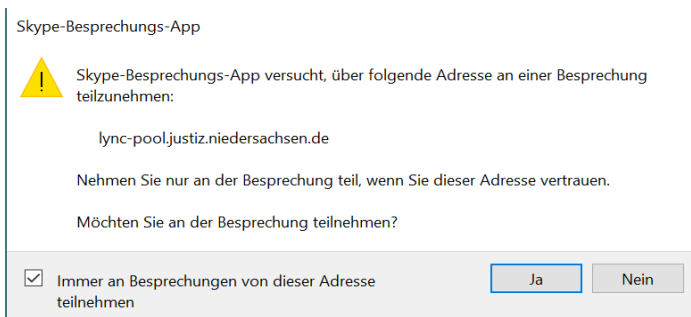 Skype-Besprechungs-App
Skype-Besprechungs-App versucht, über folgende Adresse an einer Besprechung
teilzunehmen:
lync-pool.justiz.niedersachsen.de
Nehmen Sie nur an der Besprechung teil, wenn Sie dieser Adresse vertrauen.
Möchten Sie an der Besprechung teilnehmen?
Immer an Besprechungen von dieser Adresse
teilnehmen
Ja
Nein